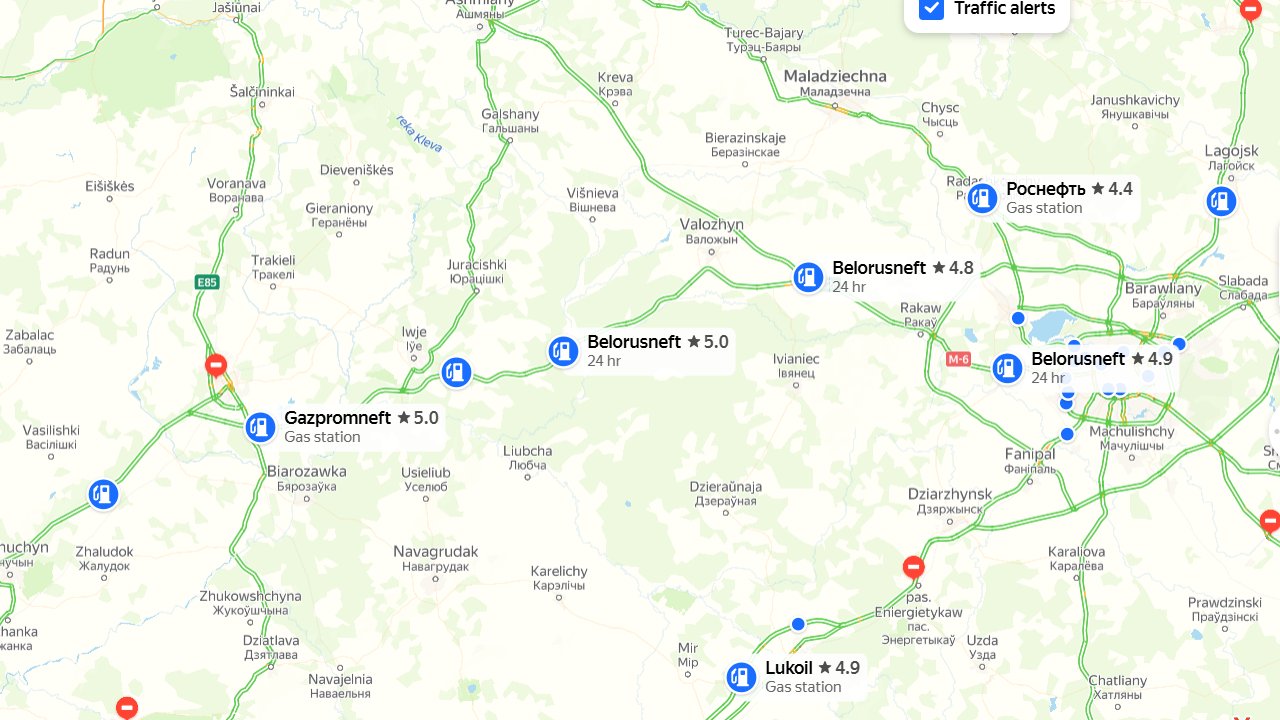 Jašiūnai
Ashmiany
Ашмяны
Traffic alerts
Turec-Bajary
Турэц-Баяры
Kreva
Крэва
Maladziechna
Маладзечна
Šalčininkai
Galshany
Гальшаны
reka Kleva
Chysc
Чысць
Janushkavichy
Янушкавічы
Bierazinskaje
Беразінскае
Lagojsk
Лагойск
Dieveniškės
Eišiškės
Voranava
Воранава
Višnieva
Вішнева
Gieraniony
Геранёны
Роснефть ★ 4.4
Gas station
Valozhyn
Валожын
Radun
Радунь
Trakieli
Тракелі
E85
Juracishki
Юрацішкі
Belorusneft ★ 4.8
24 hr
Barawliany
Бараўляны
Slabada
Слабада
Rakaw
Ракаў
Zabalac
Забалаць
Iwje
Іўе
Belorusneft ★ 5.0
24 hr
Ivianiec
Івянец
M-6
Belorusneft ★ 4.9
24 hr
Gazpromneft ★ 5.0
Gas station
Vasilishki
Васілішкі
Machulishchy
Мачулішчы
Liubcha
Любча
Fanipal
Фаніпаль
Biarozawka
Бярозаўка
Usieliub
Уселюб
Dzieraŭnaja
Дзераўная
Dziarzhynsk
Дзяржынск
Zhaludok
Жалудок
Navagrudak
Навагрудак
Karaliova
Каралёва
Karelichy
Карэлічы
Zhukowshchyna
Жукоўшчына
pas.
Eniergietykaw
пас.
Энергетыкаў
Prawdzinski
Праўдзінскі
Dziatlava
Дзятлава
Mir
Мір
Uzda
Узда
Lukoil ★ 4.9
Gas station
Navajelnia
Наваельня
Chatliany
Хатляны